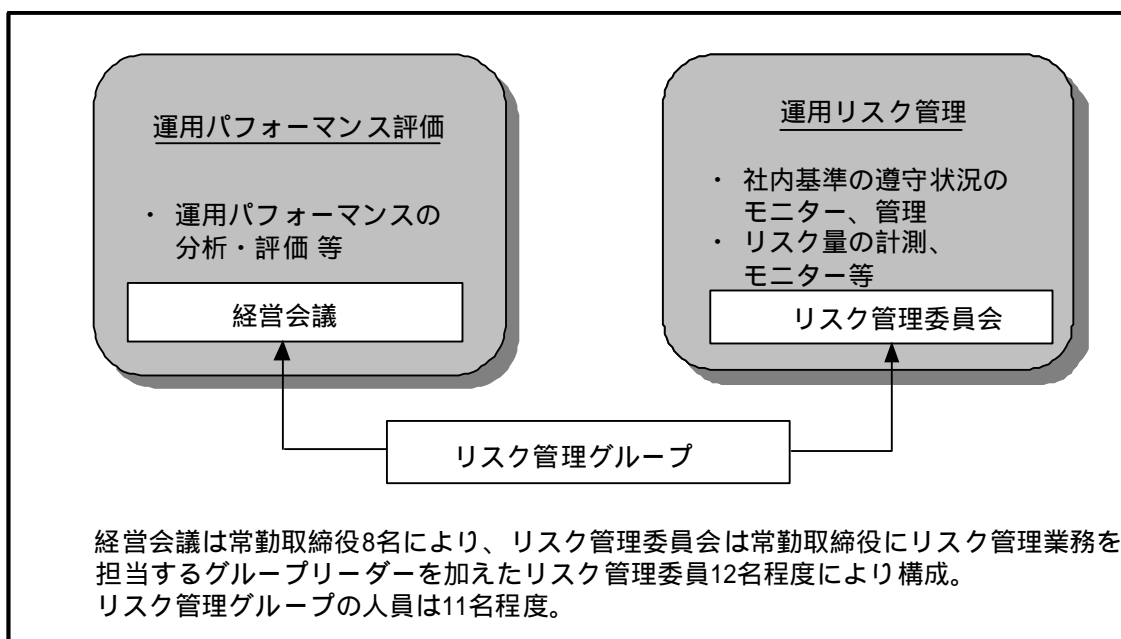 運用パフォーマンス評価
・ 運用パフォーマンスの
分析・評価 等
経営会議
運用リスク管理
・ 社内基準の遵守状況の
モニター、管理
・ リスク量の計測、
モニター等
リスク管理委員会
リスク管理グループ
経営会議は常勤取締役8名により、リスク管理委員会は常勤取締役にリスク管理業務を
担当するグループリーダーを加えたリスク管理委員12名程度により構成。
リスク管理グループの人員は11名程度。